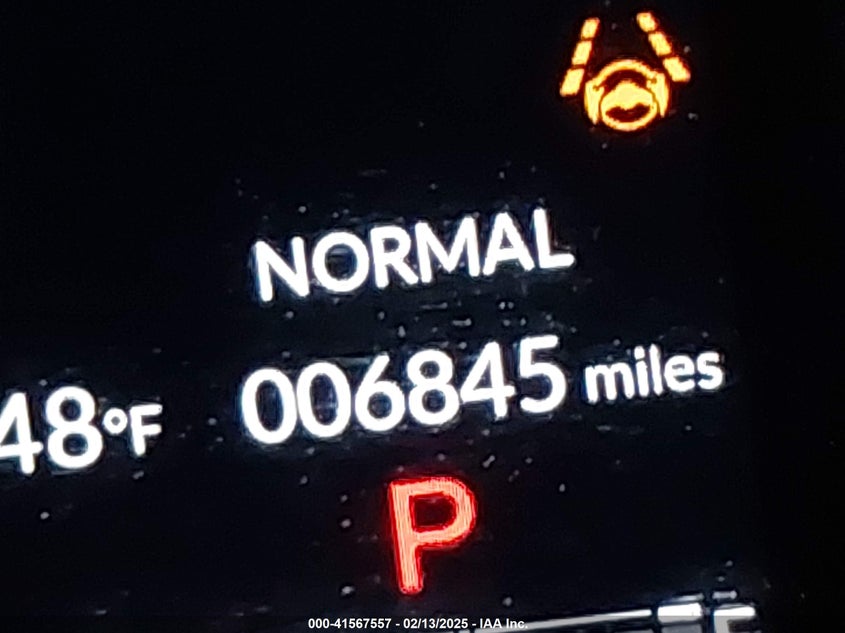 NORMAL
48°F 006845 miles
P
000-41567557 - 02/13/2025 - IAA Inc.